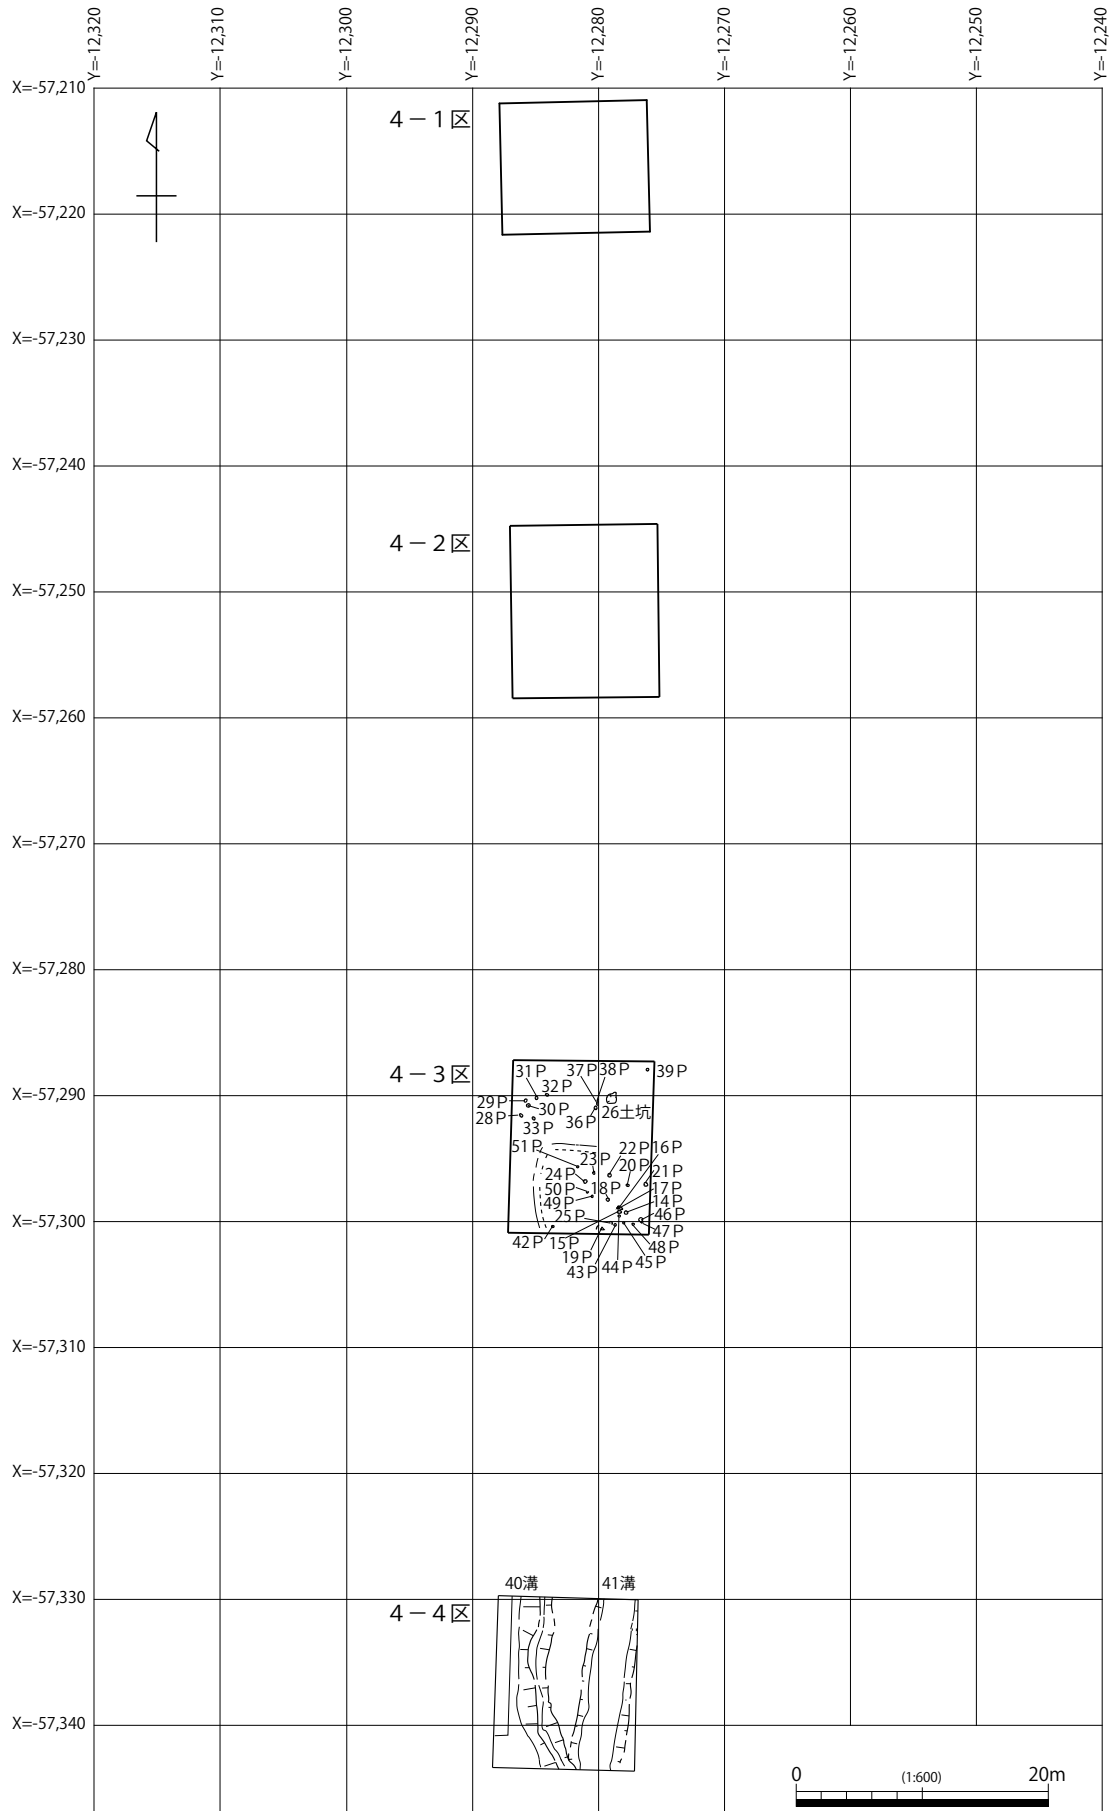 Y=-12,320
Y=-12,310
Y=-12,300
Y=-12,290
Y=-12,280
Y=-12,270
Y=-12,260
Y=-12,250
Y=-12,240
X=-57,210
4－1区
X=-57,220
X=-57,230
X=-57,240
4－2区
X=-57,250
X=-57,260
X=-57,270
X=-57,280
4－3区
31P
37P
38P
39P
32P
X=-57,290
29P
30P
26土坑
28P
33P
36P
51P
22P
16P
23P
20P
24P
21P
50P
18P
17P
49P
14P
25P
46P
X=-57,300
47P
42P
15P
48P
19P
45P
43P
44P
X=-57,310
X=-57,320
40溝
41溝
X=-57,330
4－4区
X=-57,340
0
(1:600)
20m